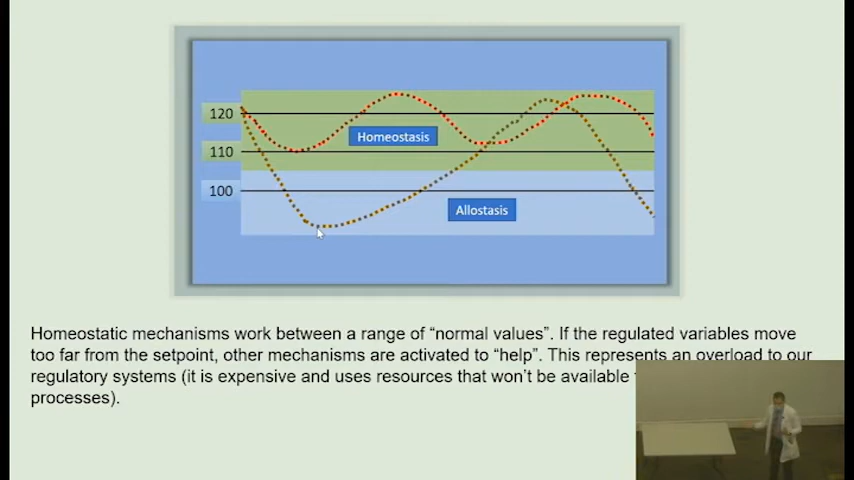 120
Homeostasis
110
100
Allostasis
Homeostatic mechanisms work between a range of “normal values”. If the regulated variables move
too far from the setpoint, other mechanisms are activated to “help”. This represents an overload to our
regulatory systems (it is expensive and uses resources that won’t be available
processes).